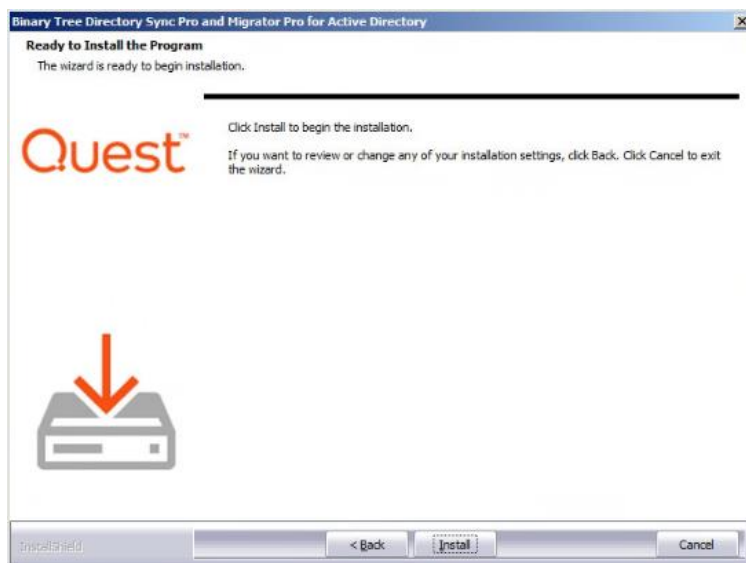 Binary Tree Directory Sync Pro and Migrator Pro for Active Directory
Ready to Install the Program
The wizard is ready to begin installation.
Quest™
Click Install to begin the installation.
If you want to review or change any of your installation settings, click Back. Click Cancel to exit
the wizard.
InstallShield
< Back
Install
Cancel